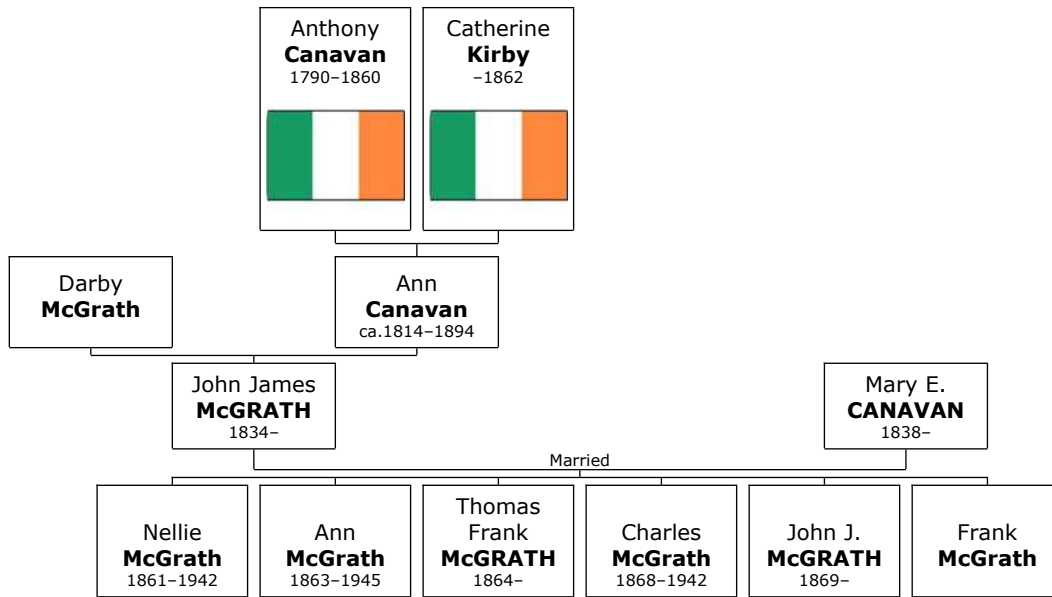 Anthony
Canavan
1790–1860
Catherine
Kirby
–1862
Darby
McGrath
Ann
Canavan
ca.1814–1894
John James
McGRATH
1834–
Mary E.
CANAVAN
1838–
Married
Nellie
McGrath
1861–1942
Ann
McGrath
1863–1945
Thomas
Frank
McGRATH
1864–
Charles
McGrath
1868–1942
John J.
McGRATH
1869–
Frank
McGrath